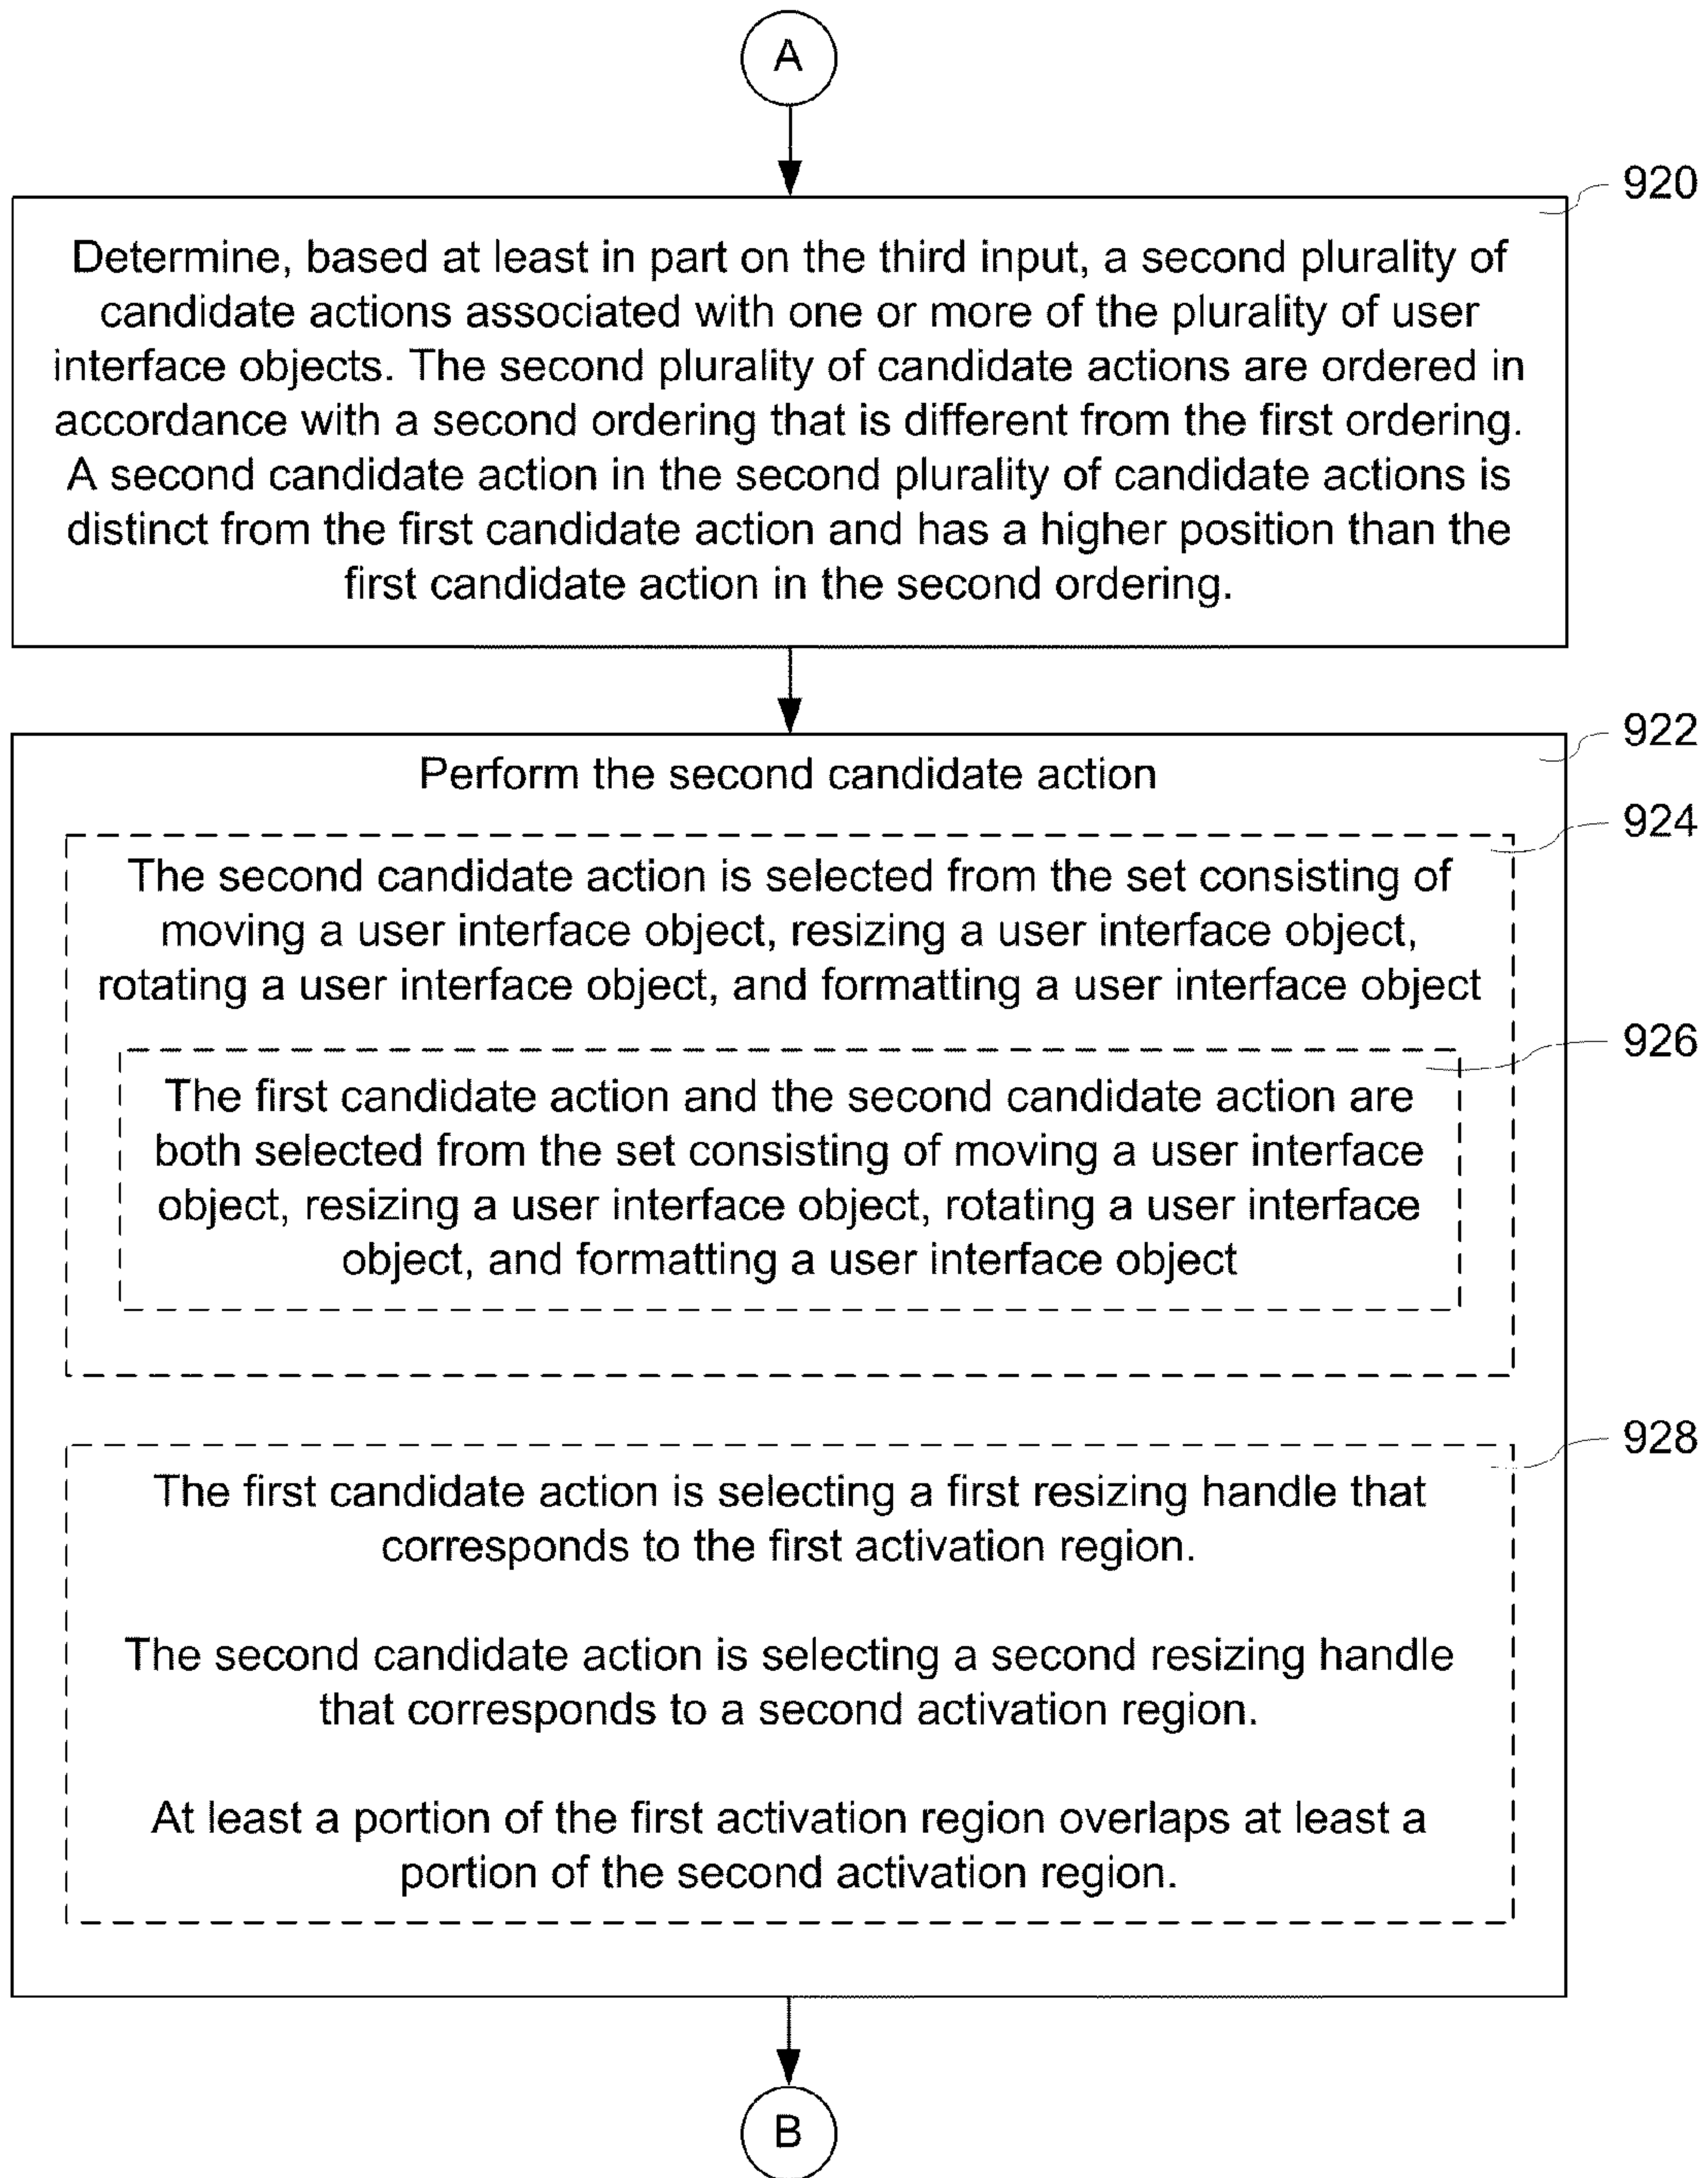 A
920
Determine, based at least in part on the third input, a second plurality of
candidate actions associated with one or more of the plurality of user
interface objects. The second plurality of candidate actions are ordered in
accordance with a second ordering that is different from the first ordering.
A second candidate action in the second plurality of candidate actions is
distinct from the first candidate action and has a higher position than the
first candidate action in the second ordering.
922
Perform the second candidate action
924
The second candidate action is selected from the set consisting of
moving a user interface object, resizing a user interface object,
rotating a user interface object, and formatting a user interface object
926
The first candidate action and the second candidate action are
both selected from the set consisting of moving a user interface
object, resizing a user interface object, rotating a user interface
object, and formatting a user interface object
928
The first candidate action is selecting a first resizing handle that
corresponds to the first activation region.
The second candidate action is selecting a second resizing handle
that corresponds to a second activation region.
At least a portion of the first activation region overlaps at least a
portion of the second activation region.
B